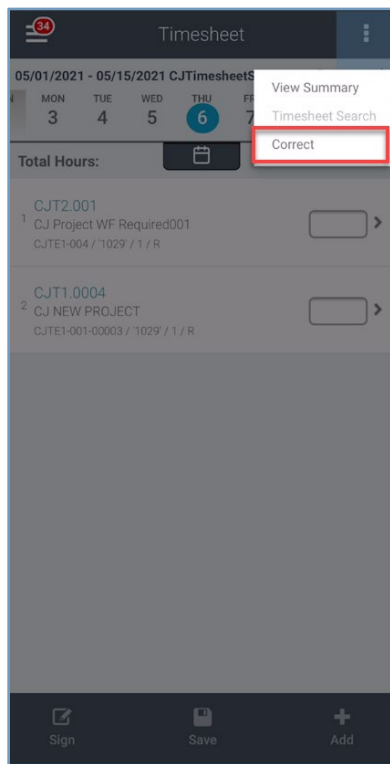 34
Timesheet
05/01/2021 - 05/15/2021 CJTimesheetS
View Summary
Timesheet Search
Correct
MON TUE WED THU
3 4 5 6 7
Total Hours:
1 CJT2.001
CJ Project WF Required001
CJTE1-004 / '1029' / 1 / R
2 CJT1.0004
CJ NEW PROJECT
CJTE1-001-00003 / '1029' / 1 / R
Sign Save Add